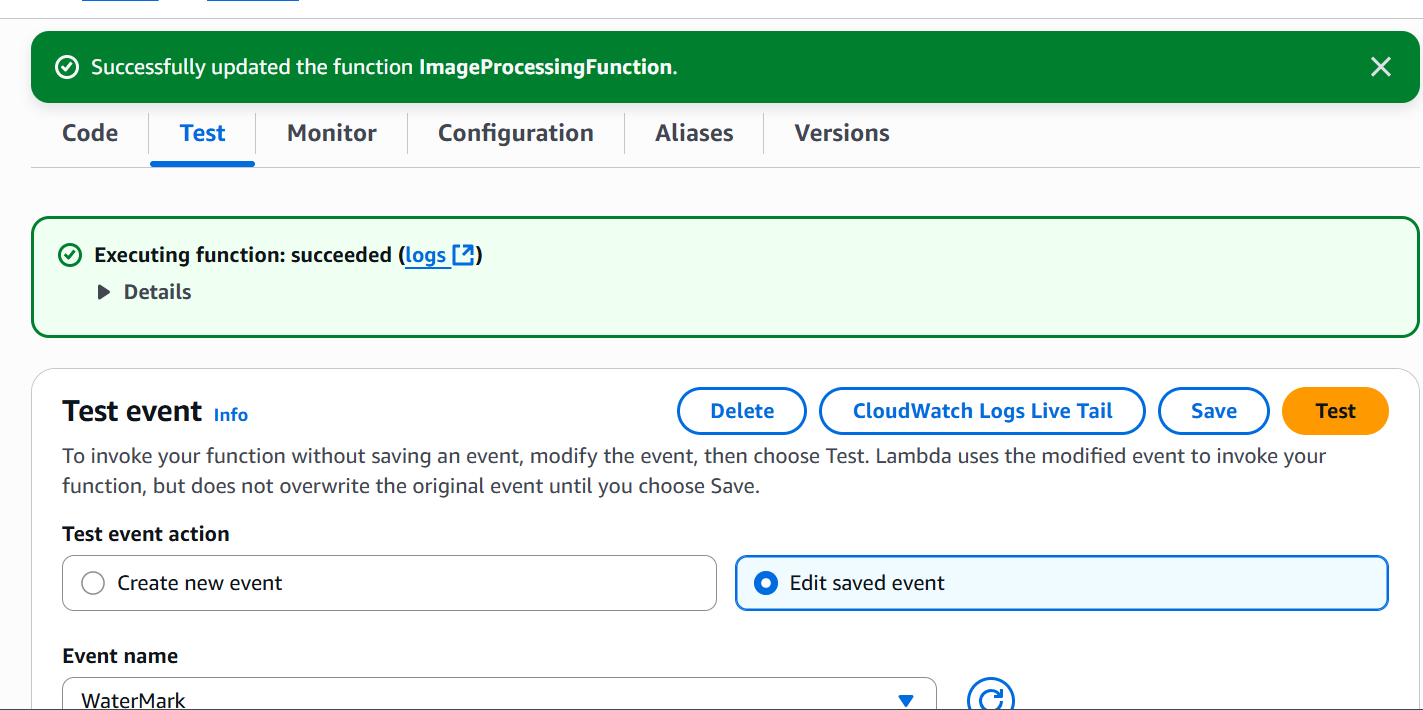 Successfully updated the function ImageProcessingFunction.
Code Test Monitor Configuration Aliases Versions
Executing function: succeeded (logs)
Details
Test event Info Delete CloudWatch Logs Live Tail Save Test
To invoke your function without saving an event, modify the event, then choose Test. Lambda uses the modified event to invoke your
function, but does not overwrite the original event until you choose Save.
Test event action
Create new event Edit saved event
Event name
WaterMark